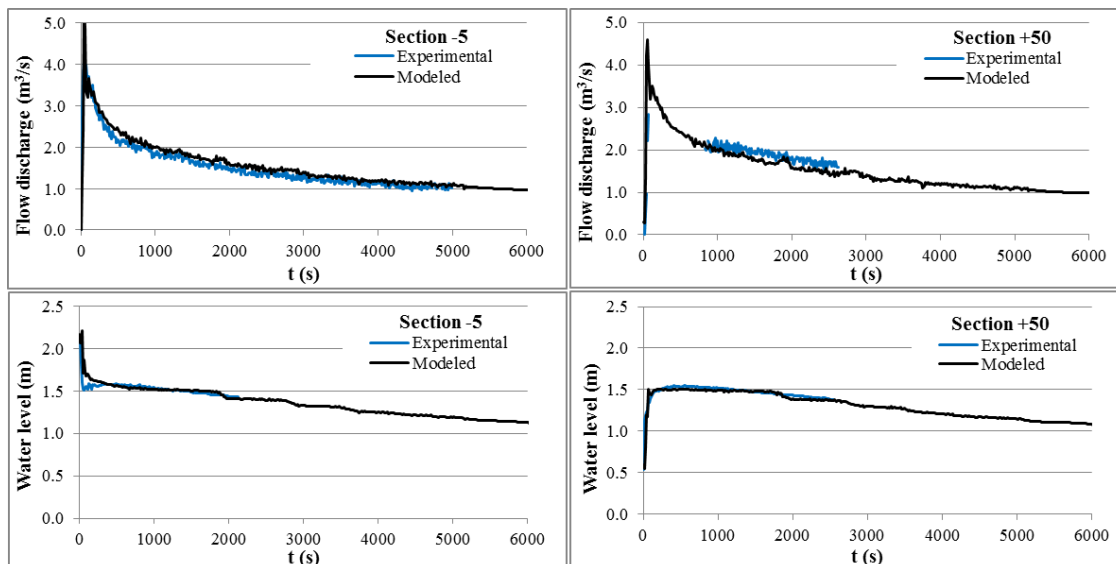 Section -5
Experimental
Modeled
Flow discharge (m³/s)
5.0
4.0
3.0
2.0
1.0
0.0
0
1000
2000
3000
4000
5000
6000
t (s)
Section +50
Experimental
Modeled
Flow discharge (m³/s)
5.0
4.0
3.0
2.0
1.0
0.0
0
1000
2000
3000
4000
5000
6000
t (s)
Section -5
Experimental
Modeled
Water level (m)
2.5
2.0
1.5
1.0
0.5
0.0
0
1000
2000
3000
4000
5000
6000
t (s)
Section +50
Experimental
Modeled
Water level (m)
2.5
2.0
1.5
1.0
0.5
0.0
0
1000
2000
3000
4000
5000
6000
t (s)